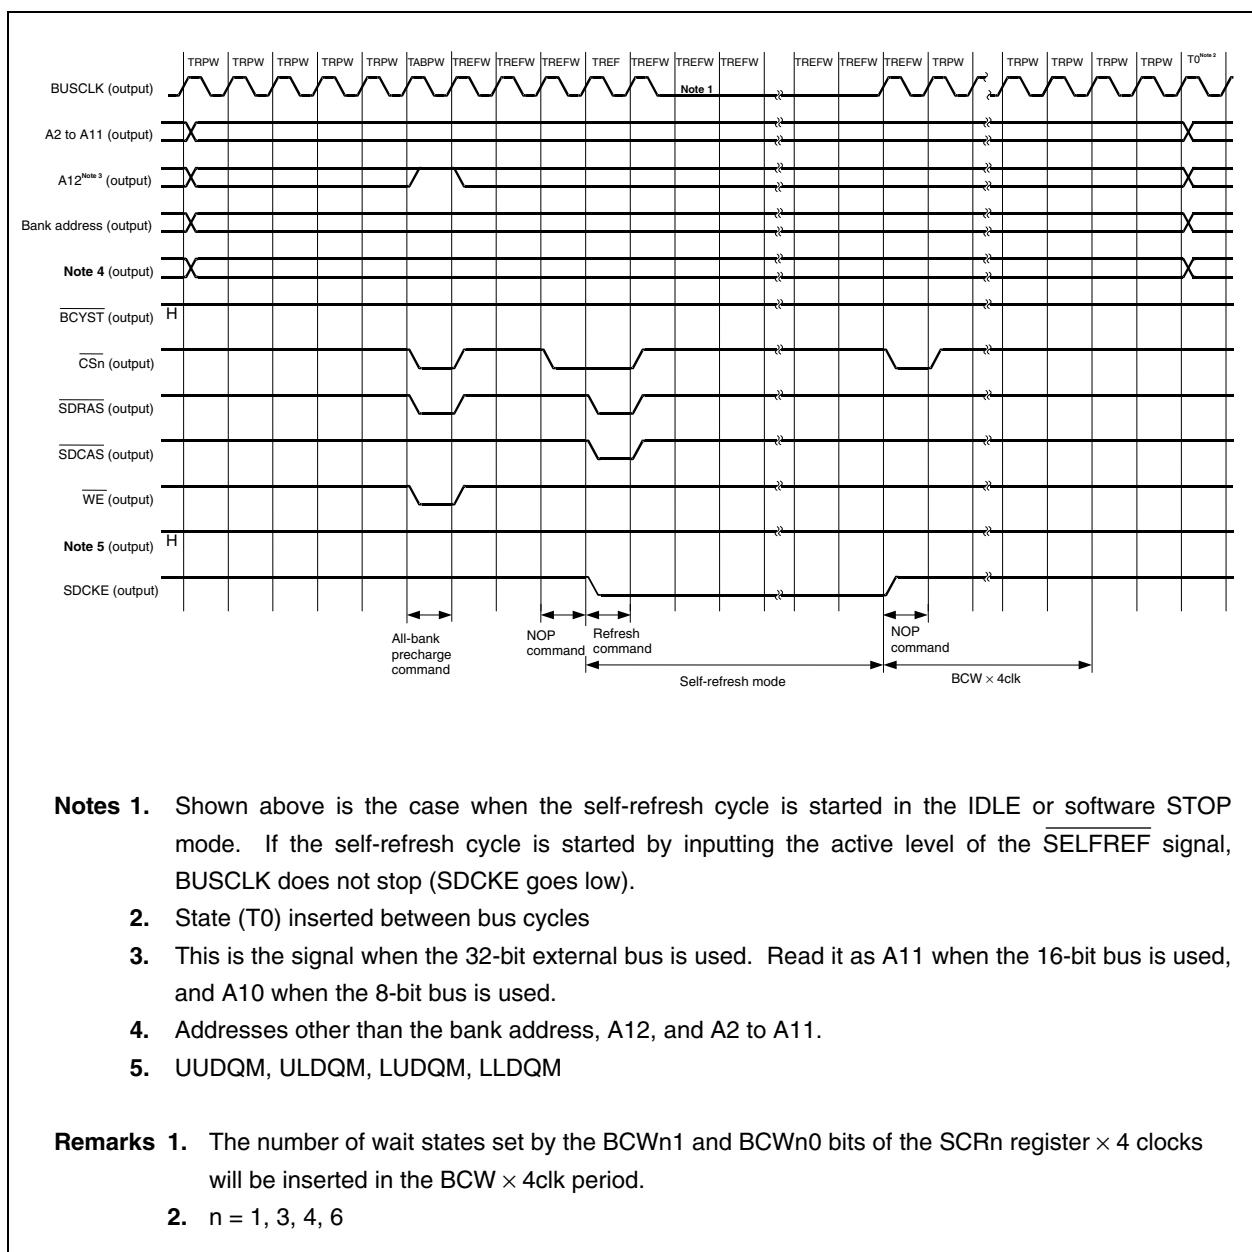 TRPW TRPW TRPW TRPW TRPW TABPW TREFW TREFW TREFW TREF TREFW TREFW TREFW TREFW TREFW TREFW TRPW TRPW TRPW TRPW TRPW T0Note 2
BUSCLK (output)
Note 1
A2 to A11 (output)
A12Note 3 (output)
Bank address (output)
Note 4 (output)
BCYST (output) H
CSn (output)
SDRAS (output)
SDCAS (output)
WE (output)
Note 5 (output) H
SDCKE (output)
All-bank
precharge
command
NOP
command
Refresh
command
NOP
command
Self-refresh mode
BCW × 4clk
Notes 1. Shown above is the case when the self-refresh cycle is started in the IDLE or software STOP
mode. If the self-refresh cycle is started by inputting the active level of the SELFREF signal,
BUSCLK does not stop (SDCKE goes low).
2. State (T0) inserted between bus cycles
3. This is the signal when the 32-bit external bus is used. Read it as A11 when the 16-bit bus is used,
and A10 when the 8-bit bus is used.
4. Addresses other than the bank address, A12, and A2 to A11.
5. UUDQM, ULDQM, LUDQM, LLDQM
Remarks 1. The number of wait states set by the BCWn1 and BCWn0 bits of the SCRn register × 4 clocks
will be inserted in the BCW × 4clk period.
2. n = 1, 3, 4, 6